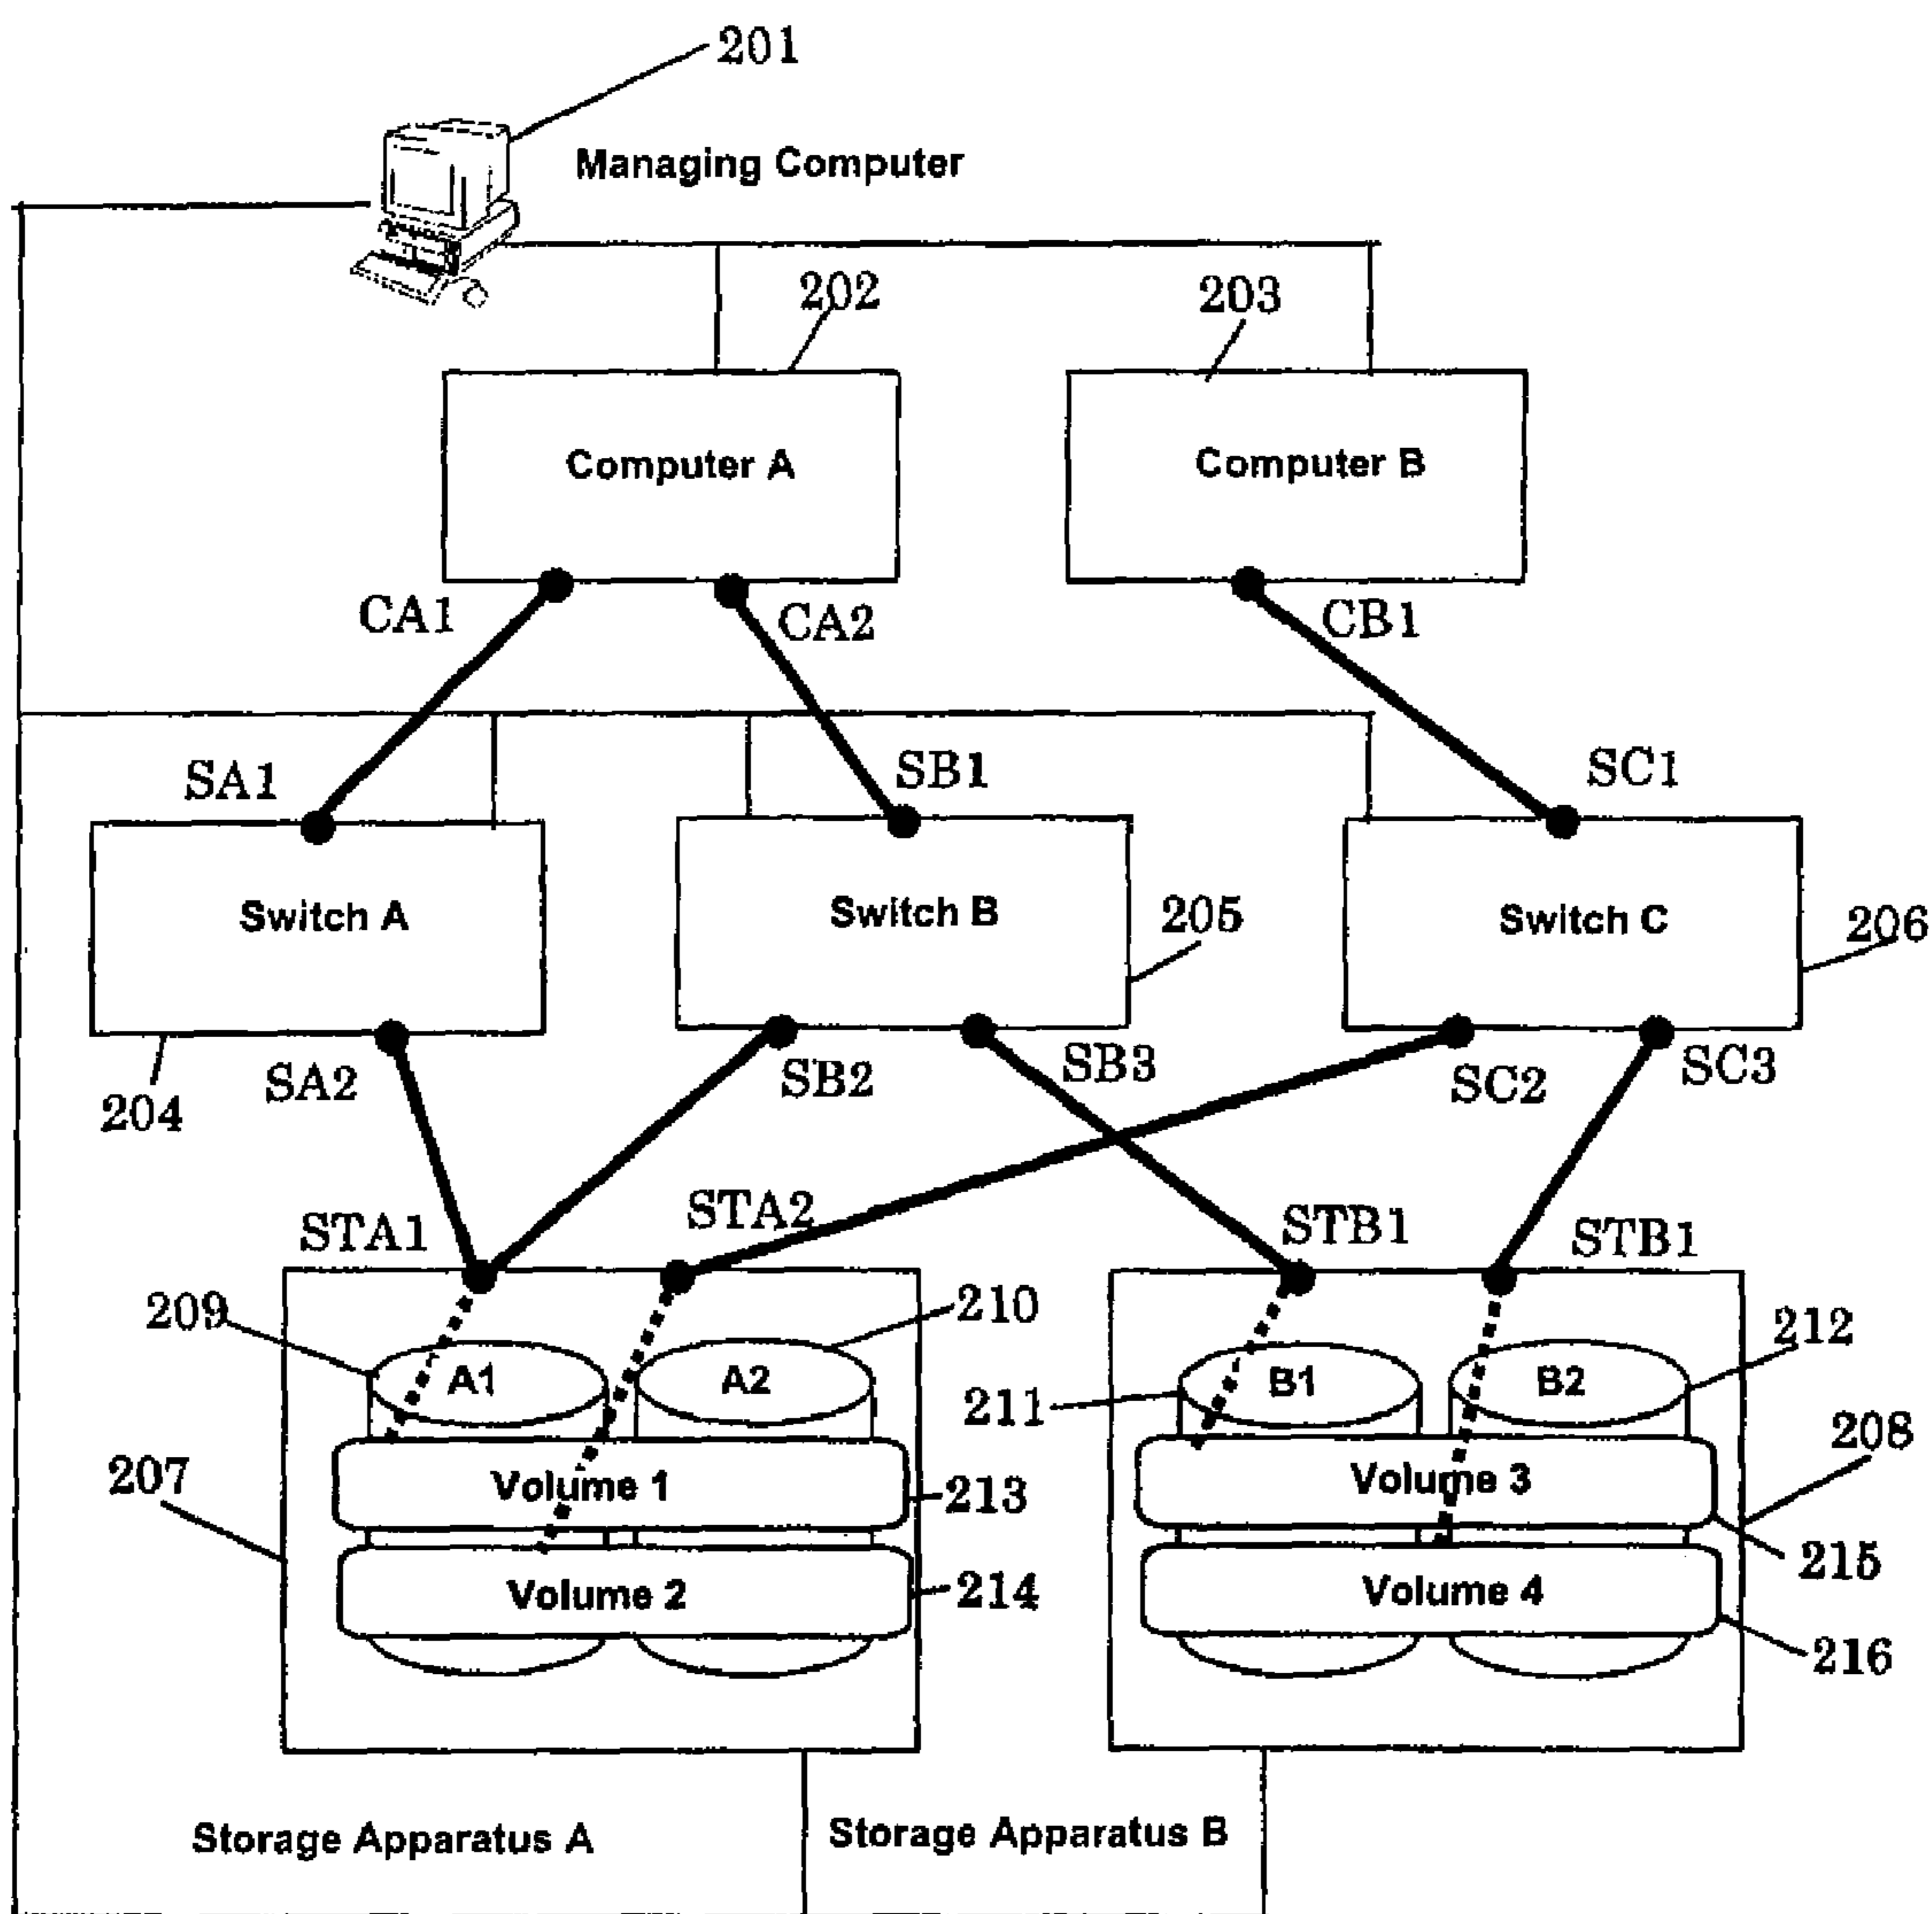 201
Managing Computer
202
203
Computer A
Computer B
CA1
CA2
CB1
SA1
SB1
SC1
Switch A
Switch B
205
Switch C
206
204
SA2
SB2
SB3
SC2
SC3
STA1
STA2
STB1
STB1
209
210
212
A1
A2
211
B1
B2
208
207
Volume 1
213
Volume 3
215
Volume 2
214
Volume 4
216
Storage Apparatus A
Storage Apparatus B